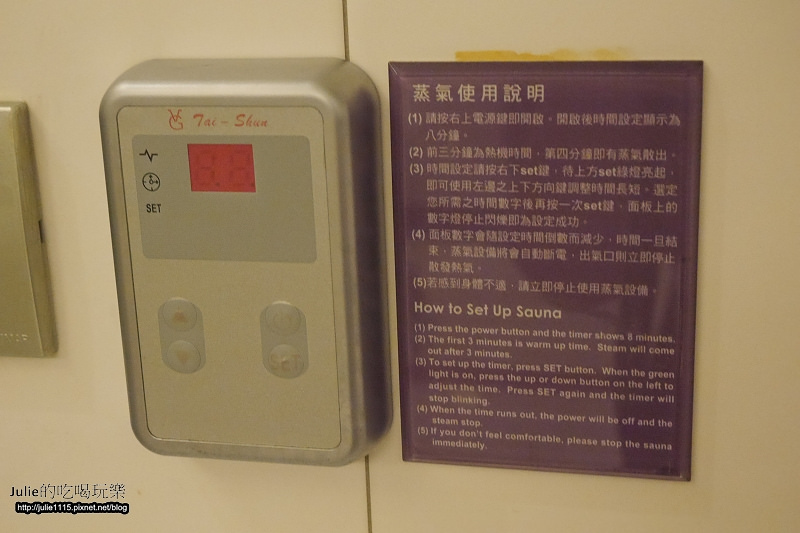 Tai - Shun
SET
SET
蒸氣使用說明
(1) 請按右上電源鍵即開啟。開啟後時間設定顯示為
八分鐘。
(2) 前三分鐘為熱機時間，第四分鐘即有蒸氣散出。
(3) 時間設定請按右下set鍵，待上方set綠燈亮起，
即可使用左邊之上下方向鍵調整時間長短。選定
您所需之時間數字後再按一次set鍵、面板上的
數字燈停止閃爍即為設定成功。
(4) 面板數字會隨設定時間倒數而減少，時間一旦結
束，蒸氣設備將會自動斷電，出氣口則立即停止
散發熱氣。
(5)若感到身體不適，請立即停止使用蒸氣設備。
How to Set Up Sauna
(1) Press the power button and the timer shows 8 minutes.
(2) The first 3 minutes is warm up time. Steam will come
out after 3 minutes.
(3) To set up the timer, press SET button. When the green
light is on, press the up or down button on the left to
adjust the time. Press SET again and the timer will
stop blinking.
(4) When the time runs out, the power will be off and the
steam stop.
(5) If you don't feel comfortable, please stop the sauna
immediately.
Julie的吃喝玩樂
http://julie1115.pixnet.net/blog